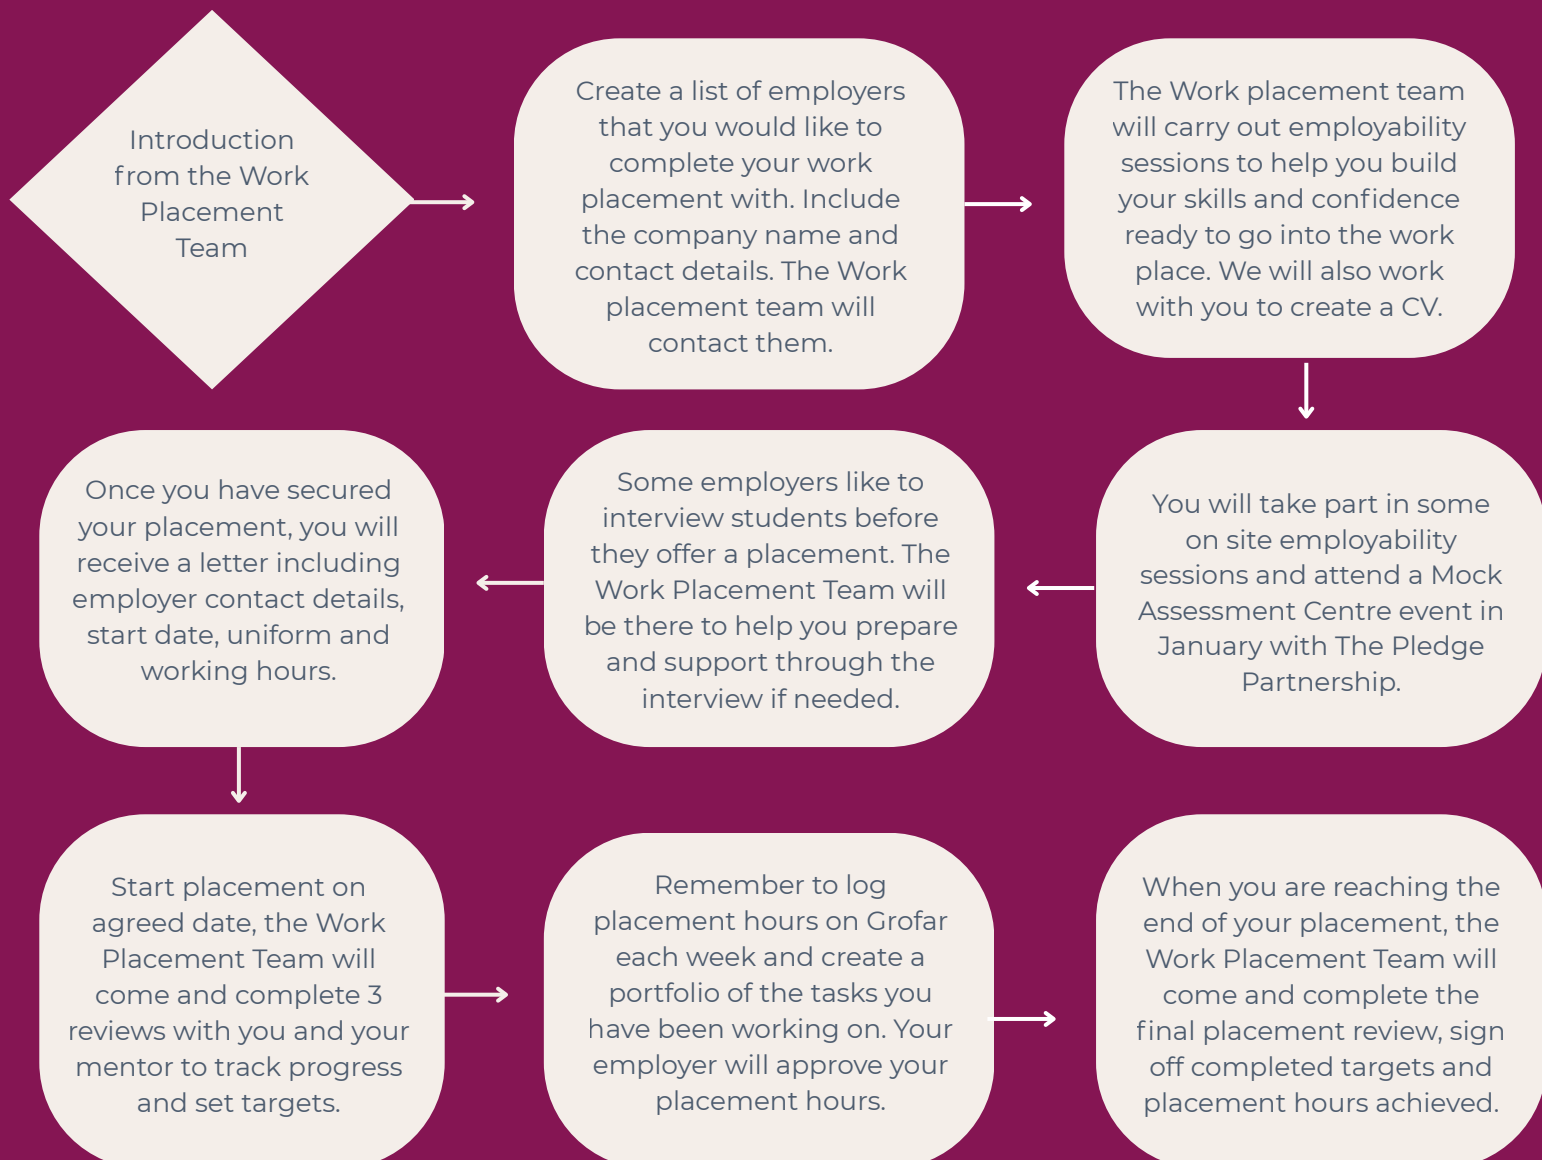 Introduction
from the Work
Placement
Team
Create a list of employers
that you would like to
complete your work
placement with. Include
the company name and
contact details. The Work
placement team will
contact them.
The Work placement team
will carry out employability
sessions to help you build
your skills and confidence
ready to go into the work
place. We will also work
with you to create a CV.
You will take part in some
on site employability
sessions and attend a Mock
Assessment Centre event in
January with The Pledge
Partnership.
Some employers like to
interview students before
they offer a placement. The
Work Placement Team will
be there to help you prepare
and support through the
interview if needed.
Once you have secured
your placement, you will
receive a letter including
employer contact details,
start date, uniform and
working hours.
Start placement on
agreed date, the Work
Placement Team will
come and complete 3
reviews with you and your
mentor to track progress
and set targets.
Remember to log
placement hours on Grofar
each week and create a
portfolio of the tasks you
have been working on. Your
employer will approve your
placement hours.
When you are reaching the
end of your placement, the
Work Placement Team will
come and complete the
final placement review, sign
off completed targets and
placement hours achieved.